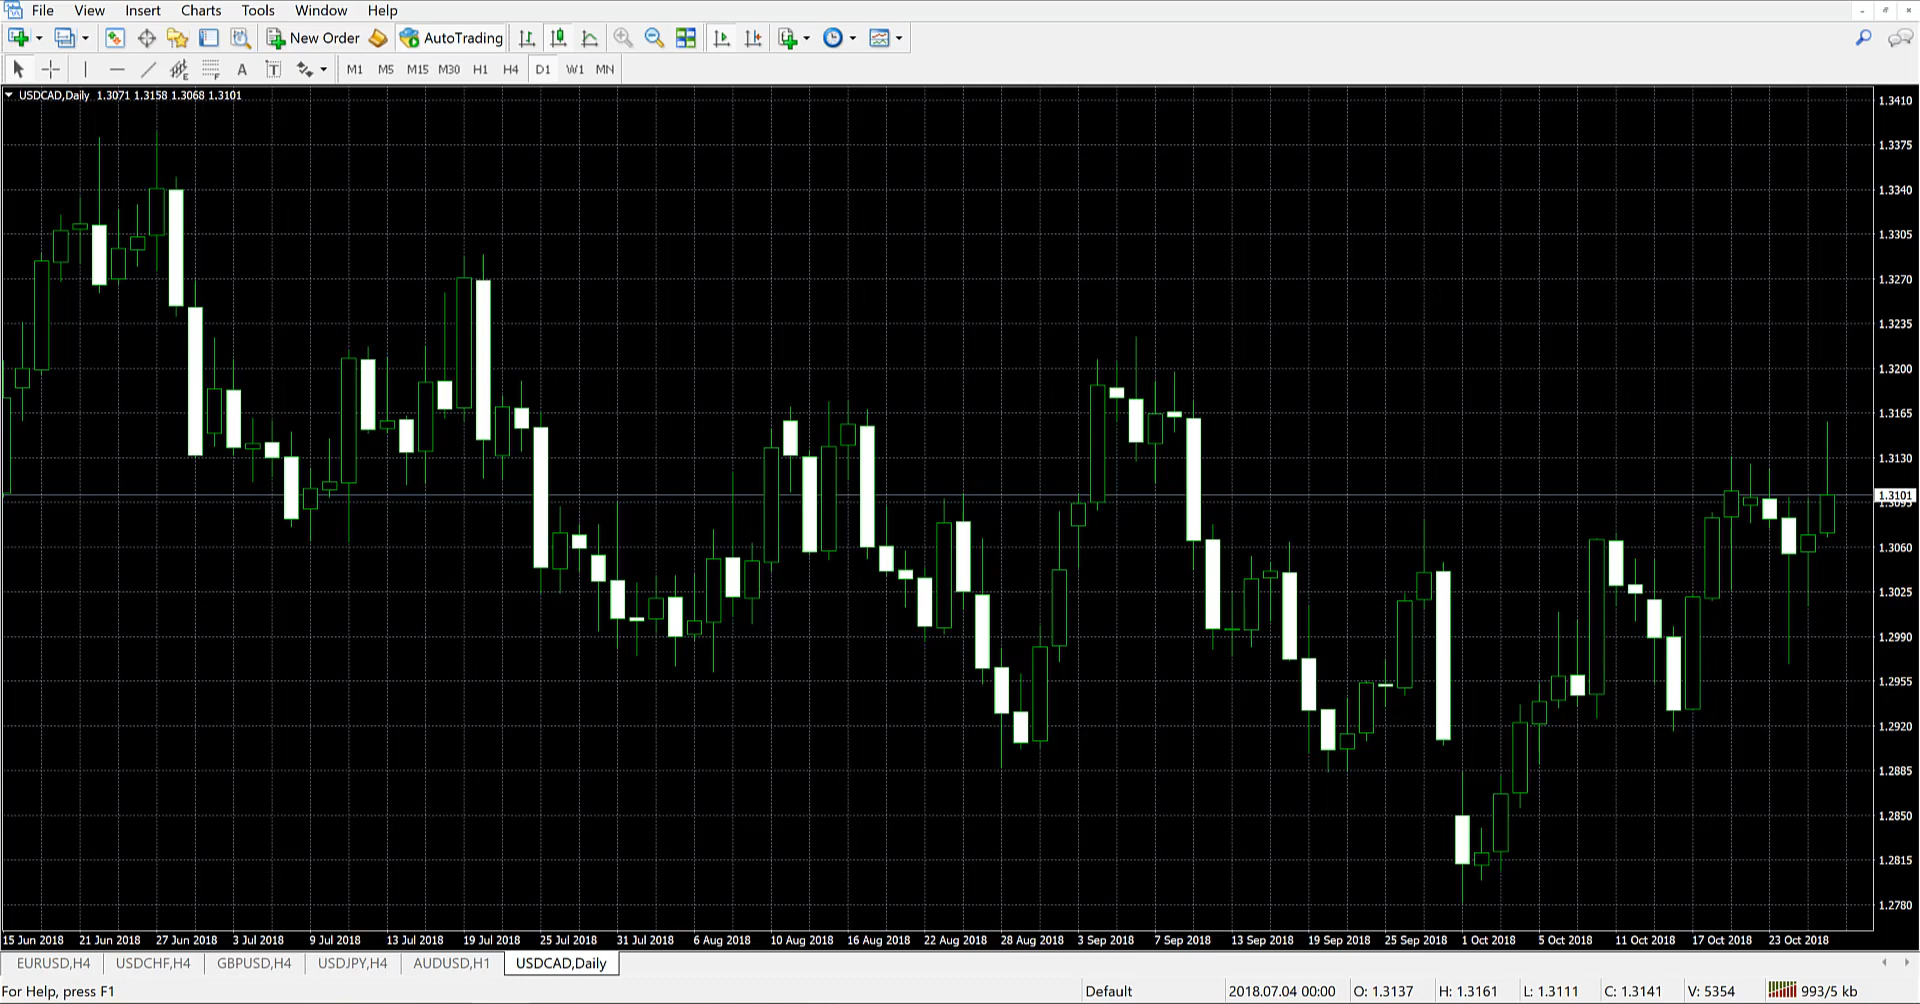 File View Insert Charts Tools Window Help
New Order AutoTrading
A T M1 M5 M15 M30 H1 H4 D1 W1 MN
USDCAD,Daily 1.3071 1.3158 1.3068 1.3101
1.3410
1.3375
1.3340
1.3305
1.3270
1.3235
1.3200
1.3165
1.3130
1.3101
1.3095
1.3060
1.3025
1.2990
1.2955
1.2920
1.2885
1.2850
1.2815
1.2780
15 Jun 2018 21 Jun 2018 27 Jun 2018 3 Jul 2018 9 Jul 2018 13 Jul 2018 19 Jul 2018 25 Jul 2018 31 Jul 2018 6 Aug 2018 10 Aug 2018 16 Aug 2018 22 Aug 2018 28 Aug 2018 3 Sep 2018 7 Sep 2018 13 Sep 2018 19 Sep 2018 25 Sep 2018 1 Oct 2018 5 Oct 2018 11 Oct 2018 17 Oct 2018 23 Oct 2018
EURUSD,H4 USDCHF,H4 GBPUSD,H4 USDJPY,H4 AUDUSD,H1 USDCAD,Daily
For Help, press F1 Default 2018.07.04 00:00 O: 1.3137 H: 1.3161 L: 1.3111 C: 1.3141 V: 5354 993/5 kb